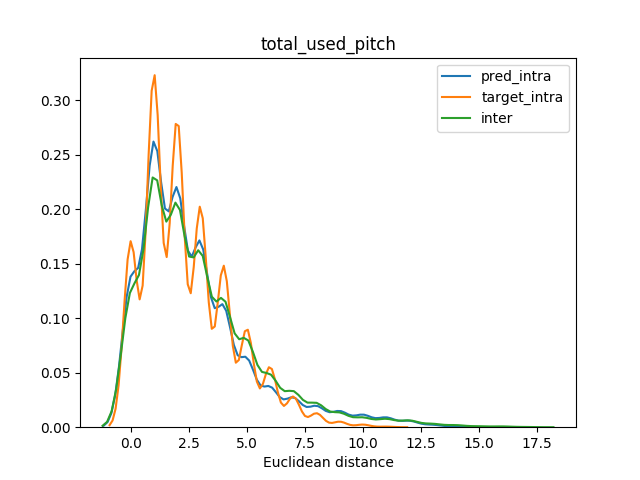 total_used_pitch
pred_intra
target_intra
inter
0.30
0.25
0.20
0.15
0.10
0.05
0.00
0.0 2.5 5.0 7.5 10.0 12.5 15.0 17.5
Euclidean distance